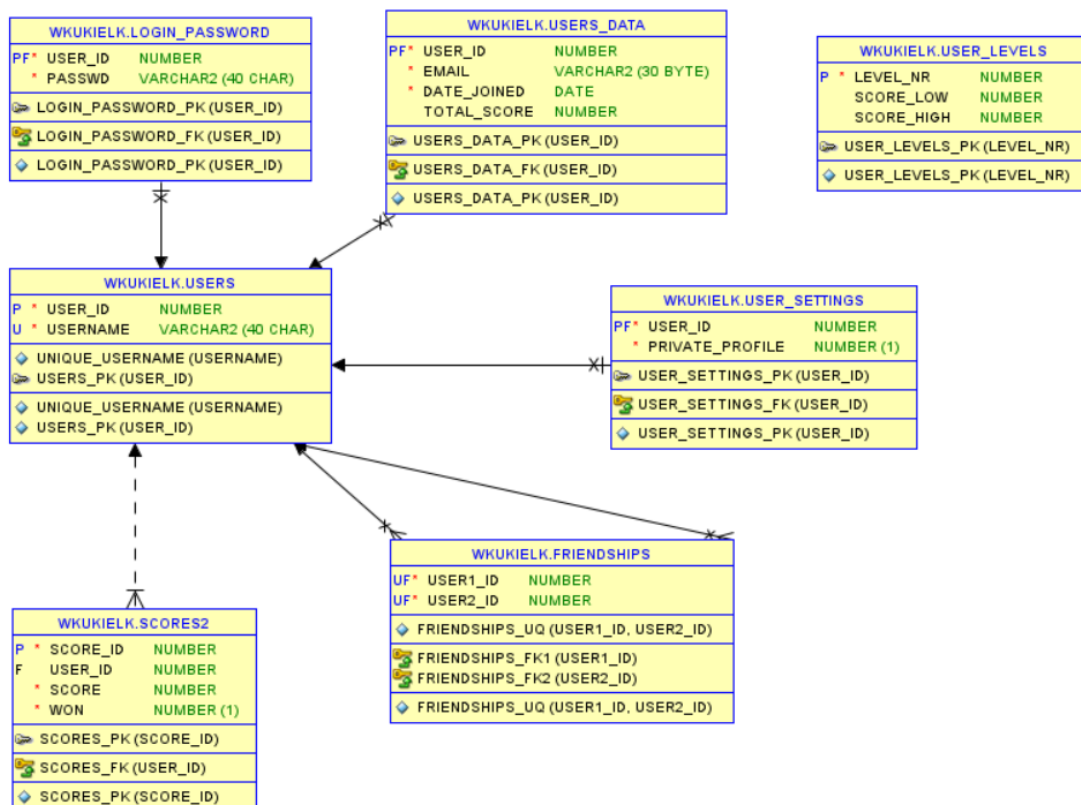 WKUKIELK.LOGIN_PASSWORD
PF* USER_ID NUMBER
* PASSWD VARCHAR2 (40 CHAR)
LOGIN_PASSWORD_PK (USER_ID)
LOGIN_PASSWORD_FK (USER_ID)
LOGIN_PASSWORD_PK (USER_ID)
WKUKIELK.USERS_DATA
PF* USER_ID NUMBER
* EMAIL VARCHAR2 (30 BYTE)
* DATE_JOINED DATE
TOTAL_SCORE NUMBER
USERS_DATA_PK (USER_ID)
USERS_DATA_FK (USER_ID)
USERS_DATA_PK (USER_ID)
WKUKIELK.USER_LEVELS
P * LEVEL_NR NUMBER
SCORE_LOW NUMBER
SCORE_HIGH NUMBER
USER_LEVELS_PK (LEVEL_NR)
USER_LEVELS_PK (LEVEL_NR)
WKUKIELK.USERS
P * USER_ID NUMBER
U * USERNAME VARCHAR2 (40 CHAR)
UNIQUE_USERNAME (USERNAME)
USERS_PK (USER_ID)
UNIQUE_USERNAME (USERNAME)
USERS_PK (USER_ID)
WKUKIELK.USER_SETTINGS
PF* USER_ID NUMBER
* PRIVATE_PROFILE NUMBER (1)
USER_SETTINGS_PK (USER_ID)
USER_SETTINGS_FK (USER_ID)
USER_SETTINGS_PK (USER_ID)
WKUKIELK.FRIENDSHIPS
UF* USER1_ID NUMBER
UF* USER2_ID NUMBER
FRIENDSHIPS_UQ (USER1_ID, USER2_ID)
FRIENDSHIPS_FK1 (USER1_ID)
FRIENDSHIPS_FK2 (USER2_ID)
FRIENDSHIPS_UQ (USER1_ID, USER2_ID)
WKUKIELK.SCORES2
P * SCORE_ID NUMBER
F USER_ID NUMBER
* SCORE NUMBER
* WON NUMBER (1)
SCORES_PK (SCORE_ID)
SCORES_FK (USER_ID)
SCORES_PK (SCORE_ID)